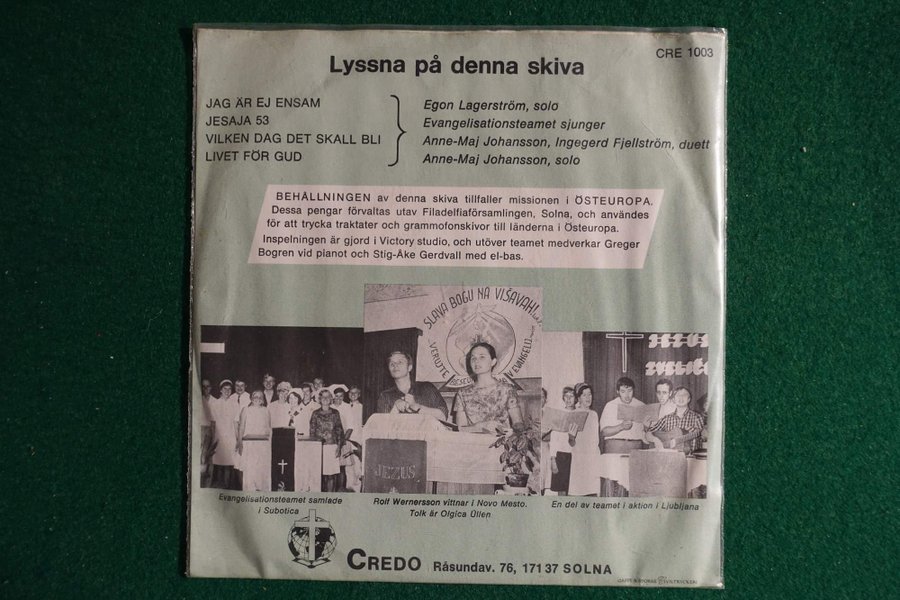 CRE 1003
Lyssna på denna skiva
JAG ÄR EJ ENSAM
Egon Lagerström, solo
JESAJA 53
Evangelisationsteamet sjunger
VILKEN DAG DET SKALL BLI
Anne-Maj Johansson, Ingegerd Fjellström, duett
LIVET FÖR GUD
Anne-Maj Johansson, solo
BEHÅLLNINGEN av denna skiva tillfaller missionen i ÖSTEUROPA.
Dessa pengar förvaltas utav Filadelfiaförsamlingen, Solna, och användes
för att trycka traktater och grammofonskivor till länderna i Östeuropa.
Inspelningen är gjord i Victory studio, och utöver teamet medverkar Greger
Bogren vid pianot och Stig-Åke Gerdvall med el-bas.
SLAVA BOGU NA VIŠAVAH!
VERUJTE
V EVANGELIJ
JEZUS
Evangelisationsteamet samlade
i Subotica
Rolf Wernersson vittnar i Novo Mesto.
Tolk är Olgica Üllen
En del av teamet i aktion i Ljubljana
CREDO Råsundav. 76, 171 37 SOLNA